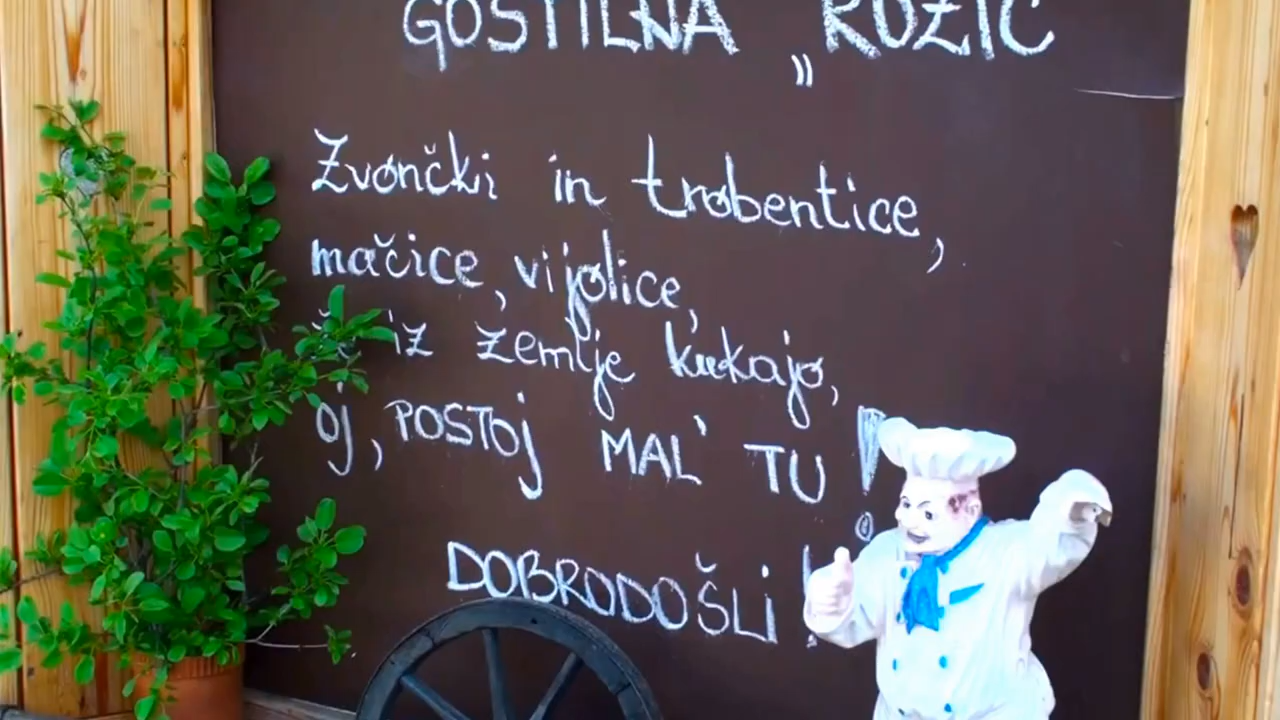 GOSTILNA „ROŽIČ
Zvončki in trobentice,
mačice, vijolice,
iz zemlje kukajo,
oj, POSTOJ MAL' TU!
DOBRODOŠLI!